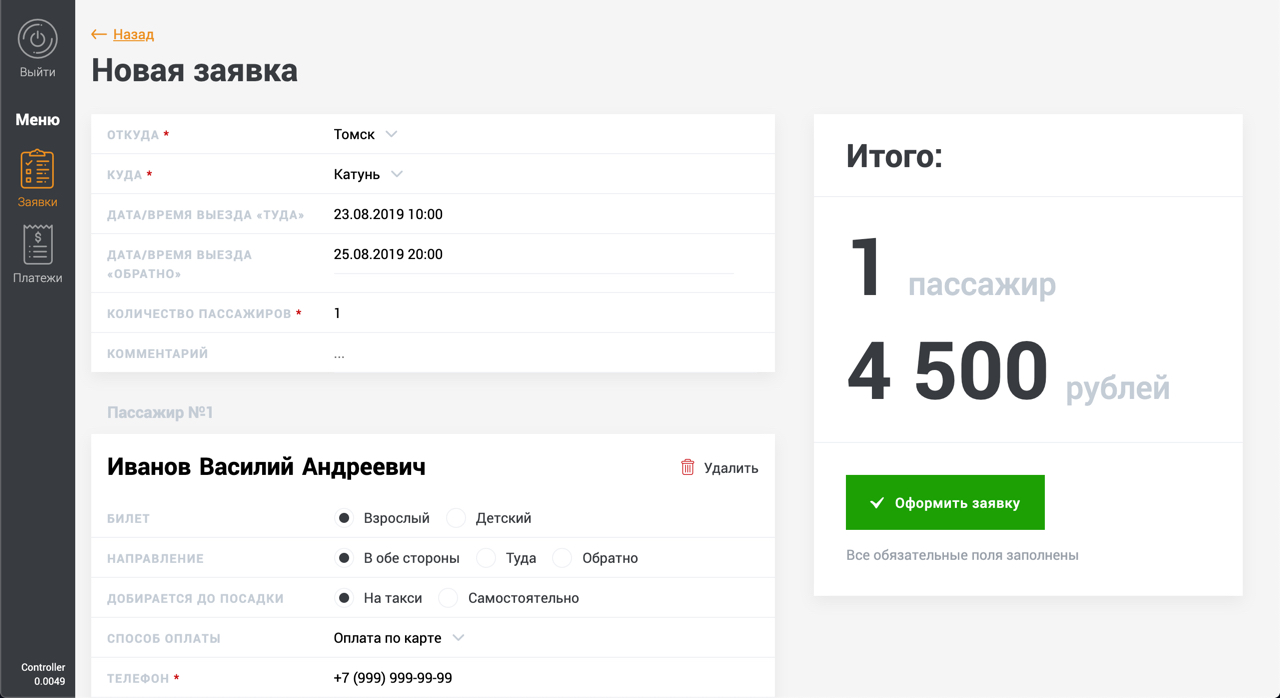 Выйти
Меню
Заявки
Платежи
Controller
0.0049
← Назад
Новая заявка
ОТКУДА * Томск
КУДА * Катунь
ДАТА/ВРЕМЯ ВЫЕЗДА «ТУДА» 23.08.2019 10:00
ДАТА/ВРЕМЯ ВЫЕЗДА
«ОБРАТНО» 25.08.2019 20:00
КОЛИЧЕСТВО ПАССАЖИРОВ * 1
КОММЕНТАРИЙ ...
Пассажир №1
Иванов Василий Андреевич Удалить
БИЛЕТ Взрослый Детский
НАПРАВЛЕНИЕ В обе стороны Туда Обратно
ДОБИРАЕТСЯ ДО ПОСАДКИ На такси Самостоятельно
СПОСОБ ОПЛАТЫ Оплата по карте
ТЕЛЕФОН * +7 (999) 999-99-99
Итого:
1 пассажир
4 500 рублей
Оформить заявку
Все обязательные поля заполнены